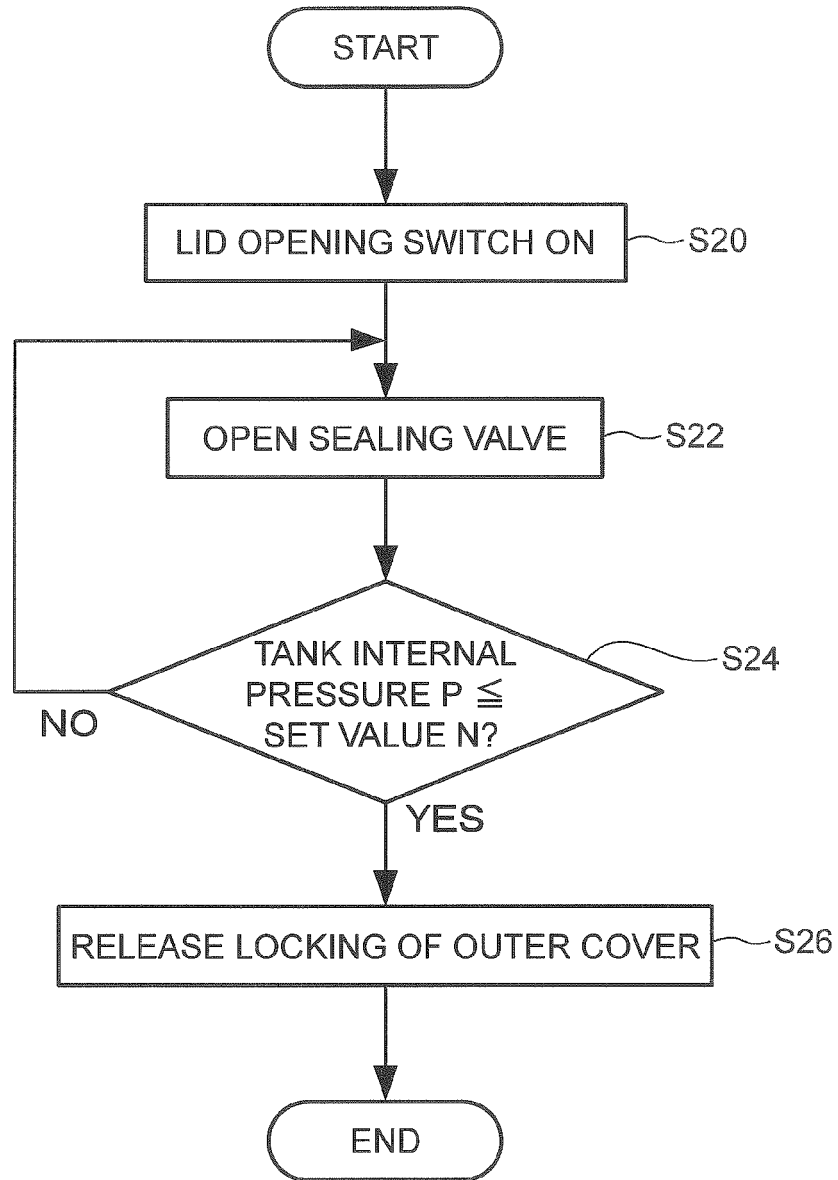 START
LID OPENING SWITCH ON
S20
OPEN SEALING VALVE
S22
TANK INTERNAL
PRESSURE P ≦
SET VALUE N?
S24
NO
YES
RELEASE LOCKING OF OUTER COVER
S26
END